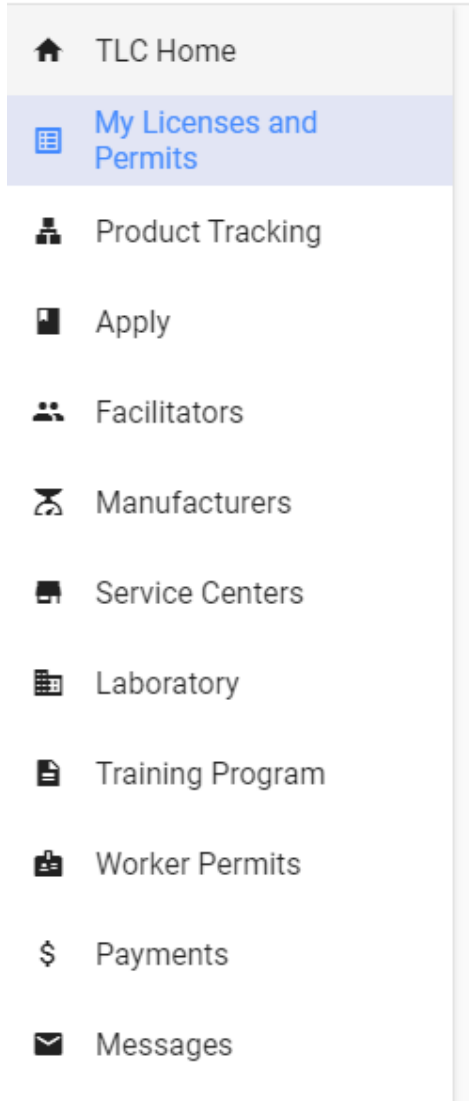 TLC Home
My Licenses and
Permits
Product Tracking
Apply
Facilitators
Manufacturers
Service Centers
Laboratory
Training Program
Worker Permits
$ Payments
Messages